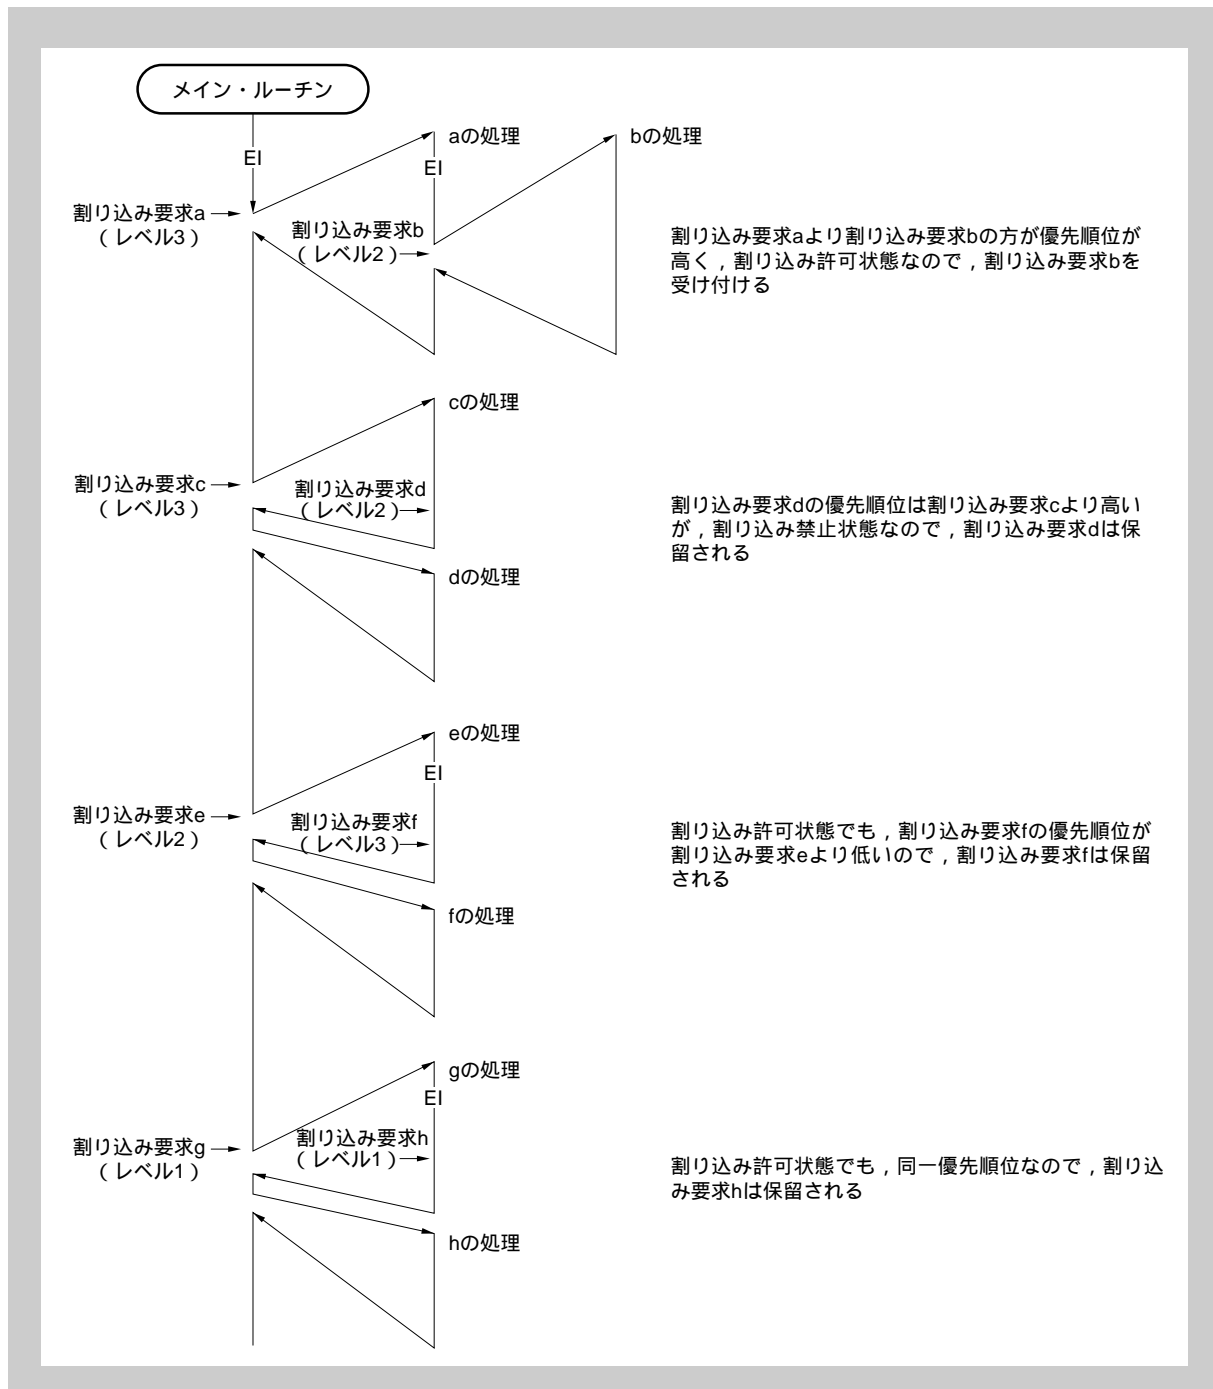 メイン・ルーチン
EI
aの処理
EI
bの処理
割り込み要求a
(レベル3)
割り込み要求b
(レベル2)
割り込み要求aより割り込み要求bの方が優先順位が
高く,割り込み許可状態なので,割り込み要求bを
受け付ける
cの処理
割り込み要求c
(レベル3)
割り込み要求d
(レベル2)
割り込み要求dの優先順位は割り込み要求cより高い
が,割り込み禁止状態なので,割り込み要求dは保
留される
dの処理
eの処理
EI
割り込み要求e
(レベル2)
割り込み要求f
(レベル3)
割り込み許可状態でも,割り込み要求fの優先順位が
割り込み要求eより低いので,割り込み要求fは保留
される
fの処理
gの処理
EI
割り込み要求g
(レベル1)
割り込み要求h
(レベル1)
割り込み許可状態でも,同一優先順位なので,割り込
み要求hは保留される
hの処理